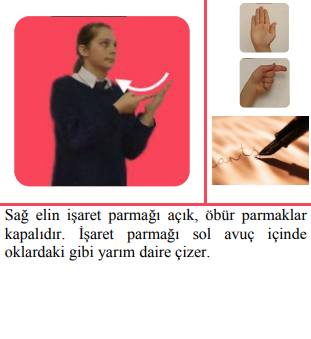 Sağ elin işaret parmağı açık, öbür parmaklar
kapalıdır. İşaret parmağı sol avuç içinde
oklardaki gibi yarım daire çizer.